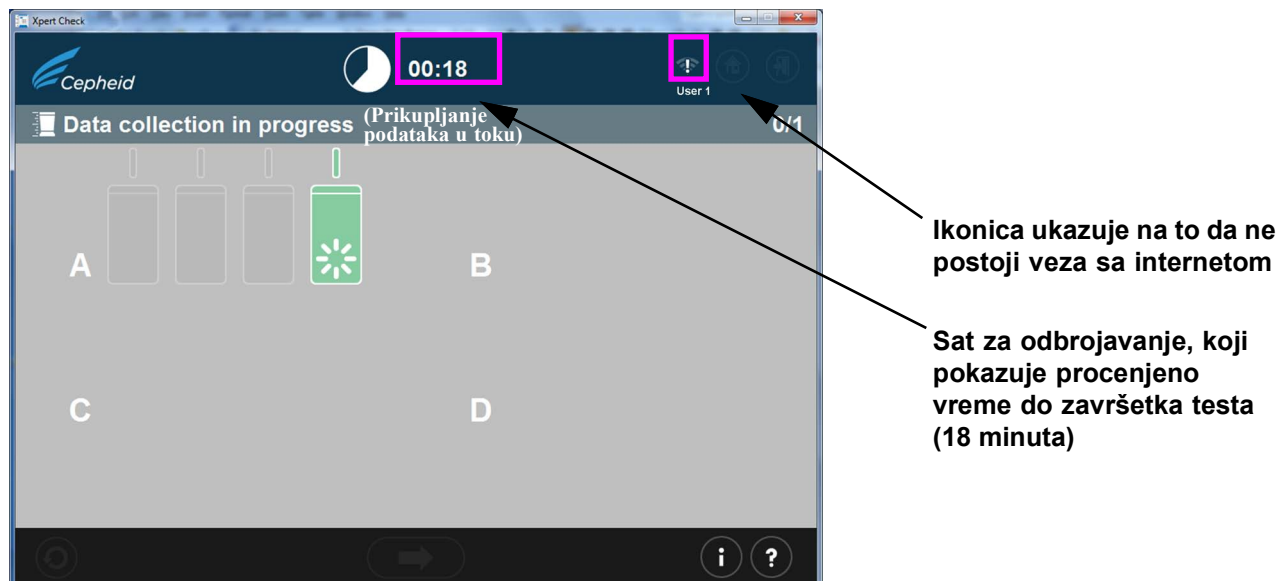 Xpert Check
Cepheid
00:18
User 1
Data collection in progress
(Prikupljanje
podataka u toku)
0/1
A
B
C
D
i
?
Ikonica ukazuje na to da ne
postoji veza sa internetom
Sat za odbrojavanje, koji
pokazuje procenjeno
vreme do završetka testa
(18 minuta)